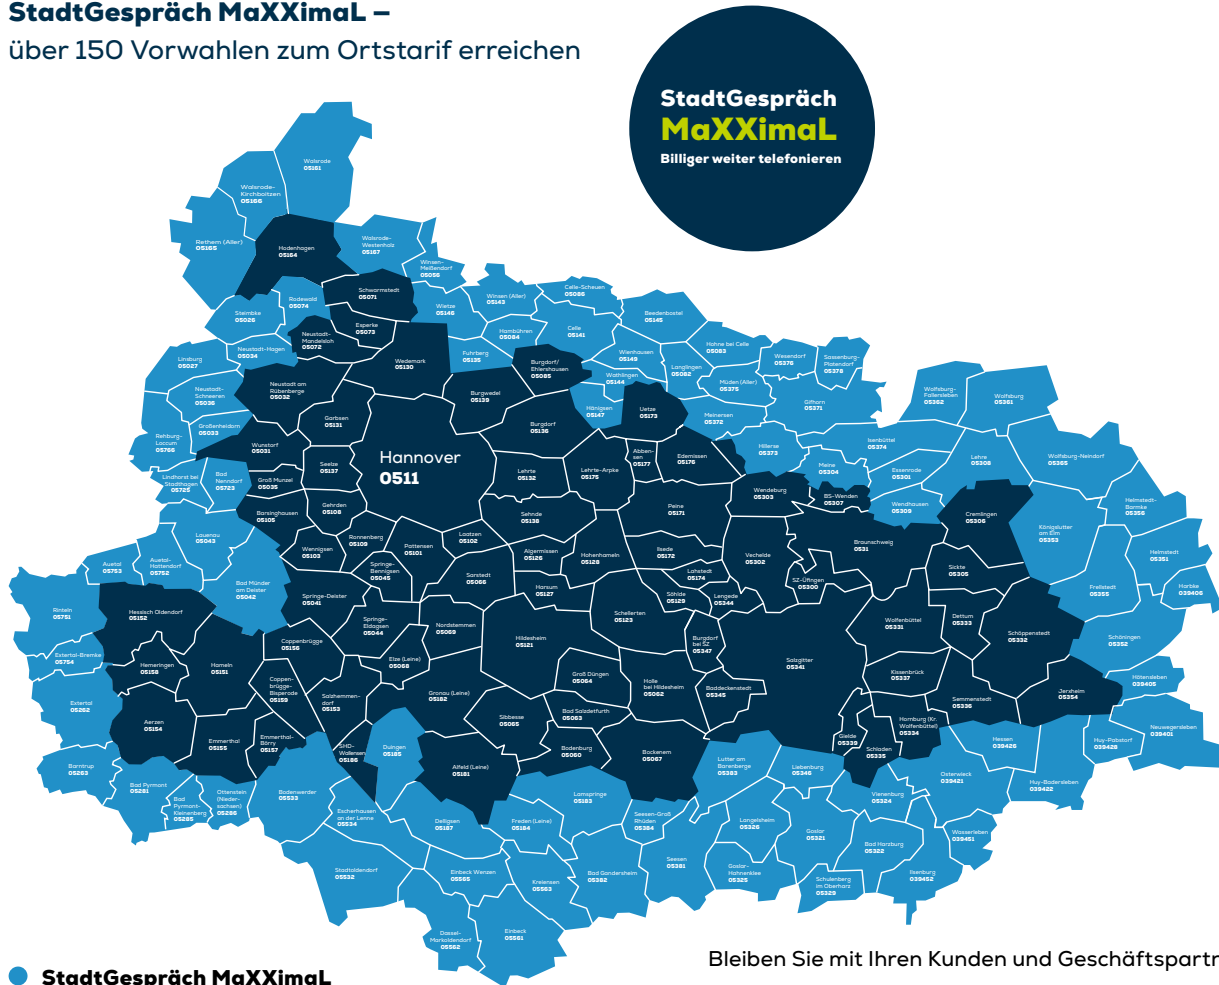 StadtGespräch MaXXimaL –
über 150 Vorwahlen zum Ortstarif erreichen
StadtGespräch
MaXXimaL
Billiger weiter telefonieren
Walsrode
05161
Walsrode-
Kirchboitzen
05166
Rethem (Aller)
05165
Hodenhagen
05164
Walsrode-
Westenholz
05167
Winsen-
Meißendorf
05056
Schwarmstedt
05071
Rodewald
05074
Steimbke
05026
Wietze
05146
Winsen (Aller)
05143
Celle-Scheuen
05086
Beedenbostel
05145
Esperke
05073
Neustadt-
Mandelsloh
05072
Hambühren
05084
Celle
05141
Neustadt-Hagen
05034
Linsburg
05027
Wedemark
05130
Fuhrberg
05135
Burgdorf/
Ehlershausen
05085
Wienhausen
05149
Langlingen
05082
Hohne bei Celle
05083
Wesendorf
05376
Sassenburg-
Platendorf
05378
Wathlingen
05144
Müden (Aller)
05375
Neustadt-
Schneeren
05036
Neustadt am
Rübenberge
05032
Burgwedel
05139
Hänigsen
05147
Uetze
05173
Meinersen
05372
Gifhorn
05371
Wolfsburg-
Fallersleben
05362
Wolfsburg
05361
Großenheidorn
05033
Garbsen
05131
Burgdorf
05136
Rehburg-
Loccum
05766
Wunstorf
05031
Hannover
0511
Hillerse
05373
Isenbüttel
05374
Abben-
sen
05177
Edemissen
05176
Lehre
05308
Wolfsburg-Neindorf
05365
Seelze
05137
Lehrte
05132
Lehrte-Arpke
05175
Meine
05304
Essenrode
05301
Lindhorst bei
Stadthagen
05725
Bad
Nenndorf
05723
Groß Munzel
05035
Wendeburg
05303
BS-Wenden
05307
Wendhausen
05309
Helmstedt-
Barmke
05356
Barsinghausen
05105
Gehrden
05108
Sehnde
05138
Peine
05171
Cremlingen
05306
Königslutter
am Elm
05353
Lauenau
05043
Laatzen
05102
Ronnenberg
05109
Pattensen
05101
Braunschweig
0531
Wennigsen
05103
Algermissen
05126
Hohenhameln
05128
Ilsede
05172
Vechelde
05302
Helmstedt
05351
Auetal
05753
Auetal-
Hattendorf
05752
Springe-
Bennigsen
05045
Sarstedt
05066
Lahstedt
05174
SZ-Üfingen
05300
Sickte
05305
Bad Münder
am Deister
05042
Springe-Deister
05041
Harsum
05127
Söhlde
05129
Lengede
05344
Frellstedt
05355
Harbke
039406
Rinteln
05751
Hessisch Oldendorf
05152
Springe-
Eldagsen
05044
Nordstemmen
05069
Schellerten
05123
Wolfenbüttel
05331
Dettum
05333
Schöppenstedt
05332
Schöningen
05352
Coppenbrügge
05156
Hildesheim
05121
Burgdorf
bei SZ
05347
Extertal-Bremke
05754
Hemeringen
05158
Hameln
05151
Elze (Leine)
05068
Salzgitter
05341
Kissenbrück
05337
Coppen-
brügge-
Bisperode
05159
Salzhemmen-
dorf
05153
Gronau (Leine)
05182
Groß Düngen
05064
Holle
bei Hildesheim
05062
Baddeckenstedt
05345
Semmenstedt
05336
Jerxheim
05354
Hötensleben
039405
Extertal
05262
Aerzen
05154
Sibbesse
05065
Bad Salzdetfurth
05063
Hornburg (Kr.
Wolfenbüttel)
05334
Neuwegersleben
039401
Emmerthal
05155
Emmerthal-
Börry
05157
SHD-
Wallensen
05186
Duingen
05185
Bodenburg
05060
Bockenem
05067
Gielde
05339
Schladen
05335
Hessen
039426
Huy-Pabstorf
039428
Barntrup
05263
Alfeld (Leine)
05181
Lutter am
Barenberge
05383
Liebenburg
05346
Osterwieck
039421
Huy-Badersleben
039422
Bad Pyrmont
05281
Bad
Pyrmont-
Kleinenberg
05285
Ottenstein
(Nieder-
sachsen)
05286
Bodenwerder
05533
Lamspringe
05183
Vienenburg
05324
Eschershausen
an der Lenne
05534
Delligsen
05187
Freden (Leine)
05184
Seesen-Groß
Rhüden
05384
Langelsheim
05326
Goslar
05321
Wasserleben
039451
Bad Harzburg
05322
Stadtoldendorf
05532
Einbeck Wenzen
05565
Kreiensen
05563
Bad Gandersheim
05382
Seesen
05381
Goslar-
Hahnenklee
05325
Schulenberg
im Oberharz
05329
Ilsenburg
039452
Dassel-
Markoldendorf
05562
Einbeck
05561
Bleiben Sie mit Ihren Kunden und Geschäftspartn
StadtGespräch MaXXimaL